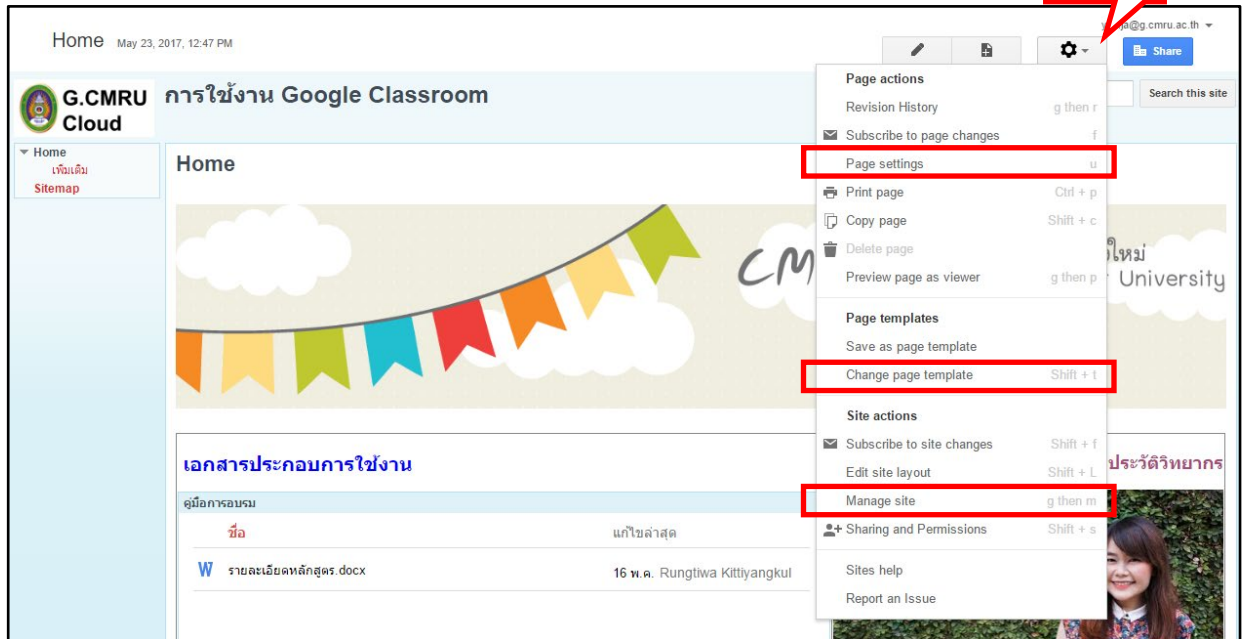 Home May 23, 2017, 12:47 PM
ja@g.cmru.ac.th
Share
G.CMRU
Cloud
การใช้งาน Google Classroom
Search this site
Home
เพิ่มเติม
Sitemap
Home
CM
University
เอกสารประกอบการใช้งาน
คู่มือการอบรม
ชื่อ แก้ไขล่าสุด
W รายละเอียดหลักสูตร.docx 16 พ.ค. Rungtiwa Kittiyangkul
ประวัติวิทยากร
Page actions
Revision History g then r
Subscribe to page changes f
Page settings u
Print page Ctrl + p
Copy page Shift + c
Delete page
Preview page as viewer g then p
Page templates
Save as page template
Change page template Shift + t
Site actions
Subscribe to site changes Shift + f
Edit site layout Shift + L
Manage site g then m
Sharing and Permissions Shift + s
Sites help
Report an Issue